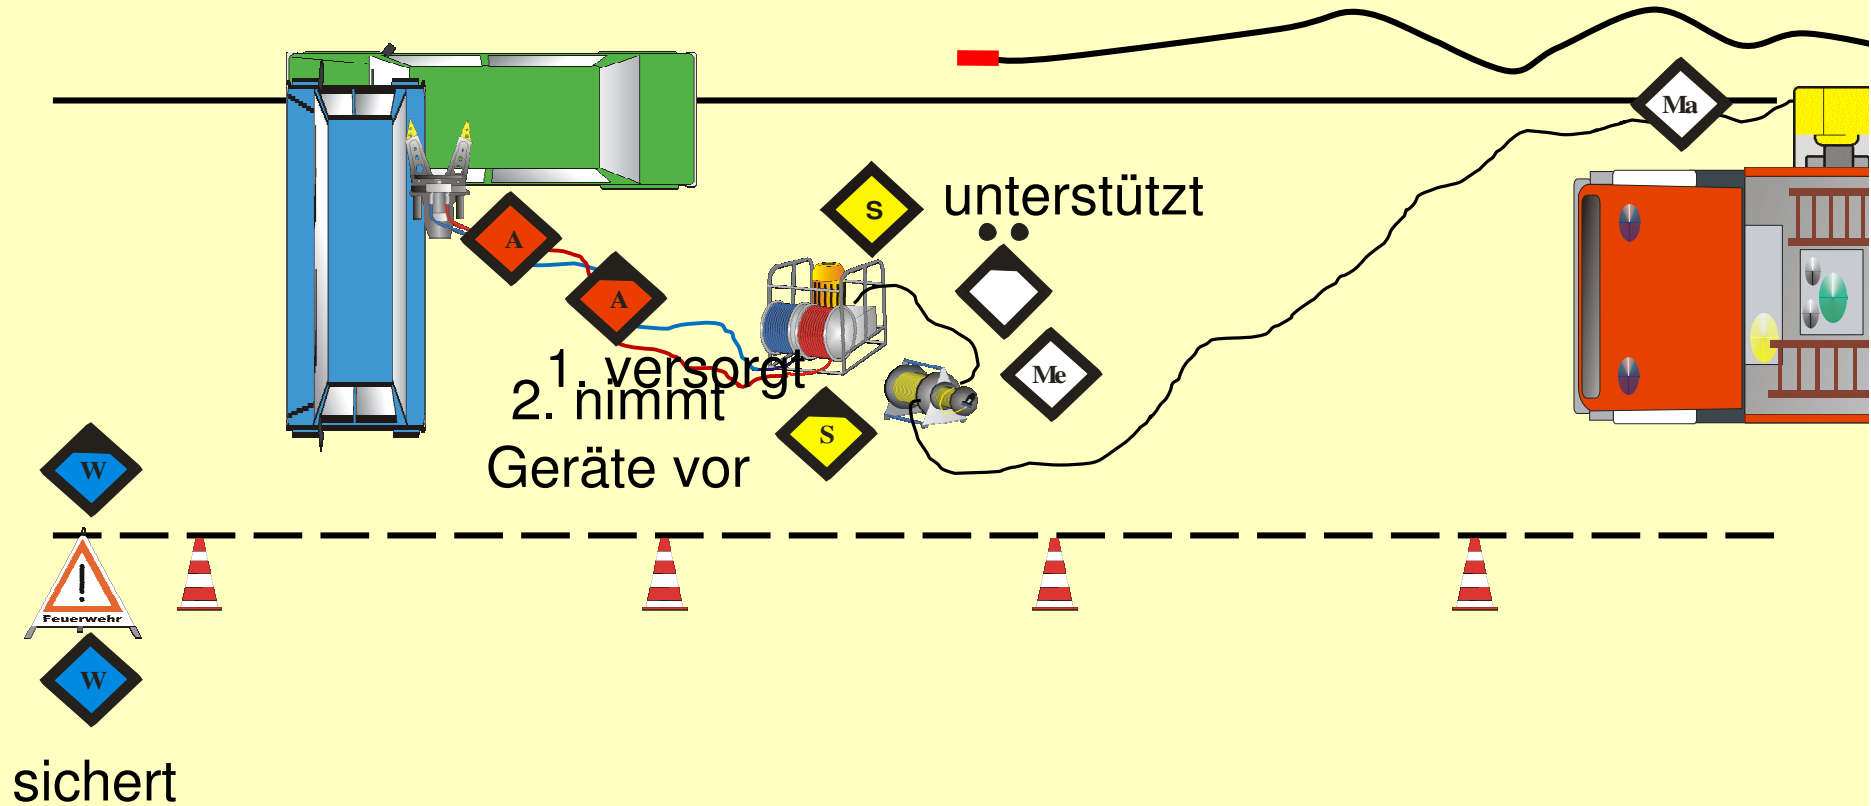 Ma
S
unterstützt
A
A
Me
1. versorgt
2. nimmt
Geräte vor
S
W
!
Feuerwehr
W
sichert